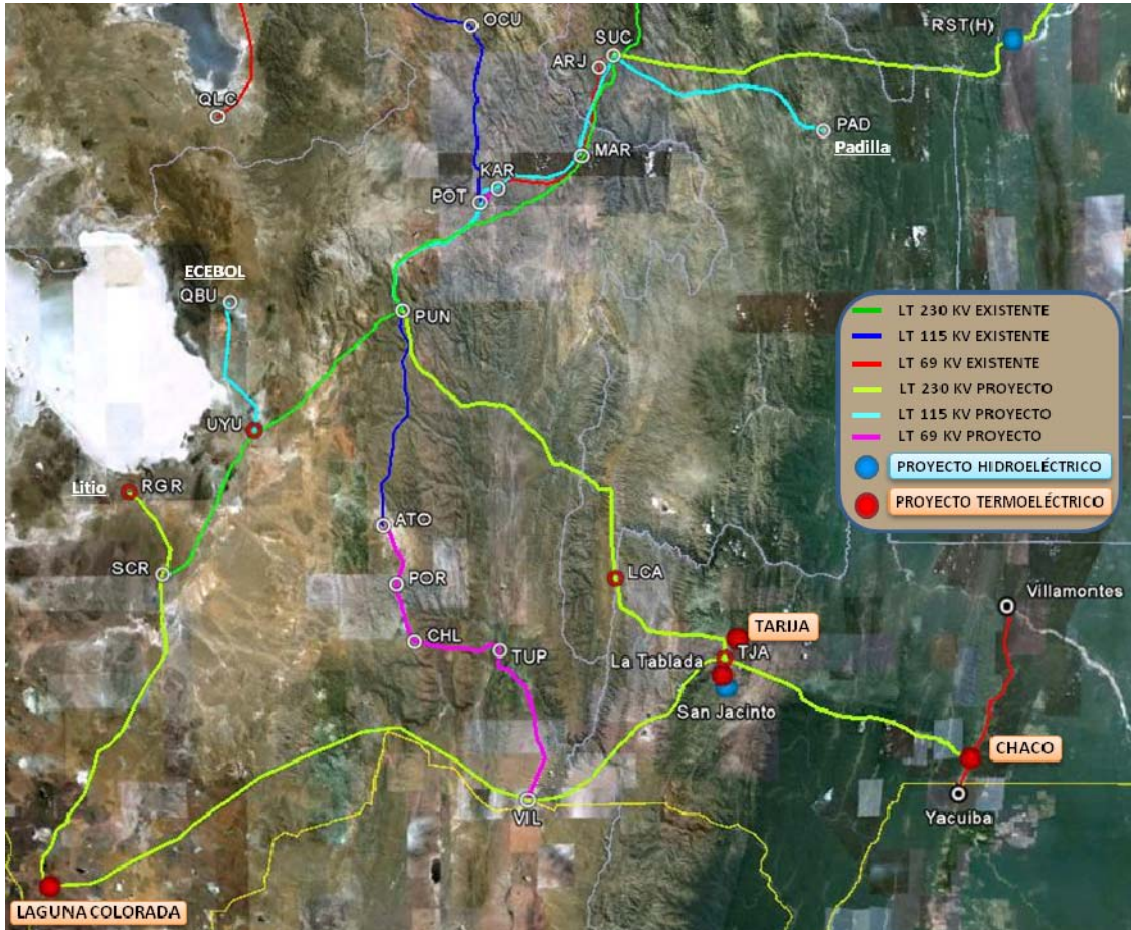 OCU
SUC
RST(H)
ARJ
QLC
PAD
Padilla
MAR
KAR
POT
ECEBOL
QBU
PUN
LT 230 KV EXISTENTE
LT 115 KV EXISTENTE
LT 69 KV EXISTENTE
LT 230 KV PROYECTO
LT 115 KV PROYECTO
LT 69 KV PROYECTO
PROYECTO HIDROELÉCTRICO
PROYECTO TERMOELÉCTRICO
UYU
Litio
RGR
ATO
SCR
POR
LCA
Villamontes
CHL
TUP
TARIJA
TJA
La Tablada
San Jacinto
CHACO
Yacuiba
VIL
LAGUNA COLORADA